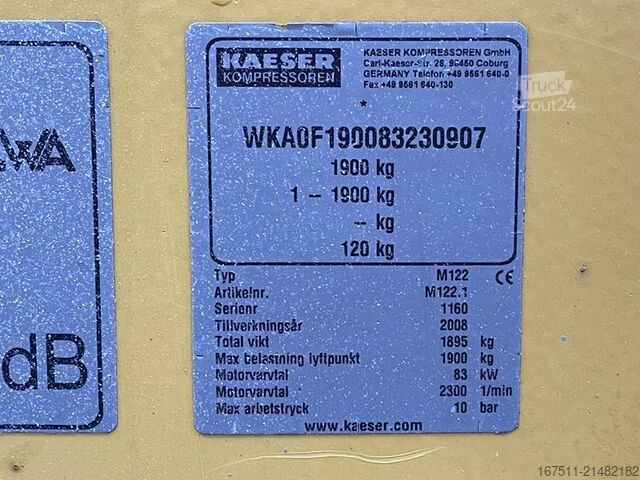 KAESER
KOMPRESSOREN
KAESER KOMPRESSOREN GmbH
Carl-Kaeser-Str. 26, 96450 Coburg
GERMANY Telefon +49 9561 640-0
Fax +49 9561 640-130
*
Truck
Scout24
WKA0F190083230907
1900 kg
1 – 1900 kg
– kg
120 kg
Typ M122 CE
Artikelnr. M122.1
Serienr 1160
Tillverkningsår 2008
Total vikt 1895 kg
Max belastning lyftpunkt 1900 kg
Motorvarvtal 83 kW
Motorvarvtal 2300 1/min
Max arbetstryck 10 bar
www.kaeser.com
WA
dB
167511-21482182